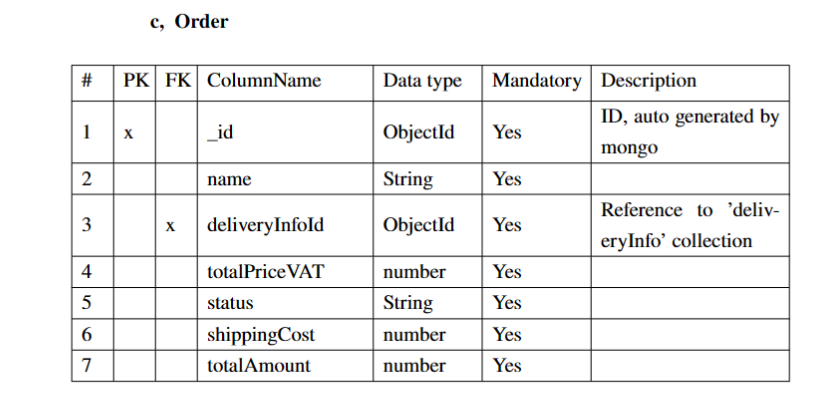 c, Order
# PK FK ColumnName Data type Mandatory Description
1 x _id ObjectId Yes ID, auto generated by
mongo
2 name String Yes
3 x deliveryInfoId ObjectId Yes Reference to ’deliv-
eryInfo’ collection
4 totalPriceVAT number Yes
5 status String Yes
6 shippingCost number Yes
7 totalAmount number Yes